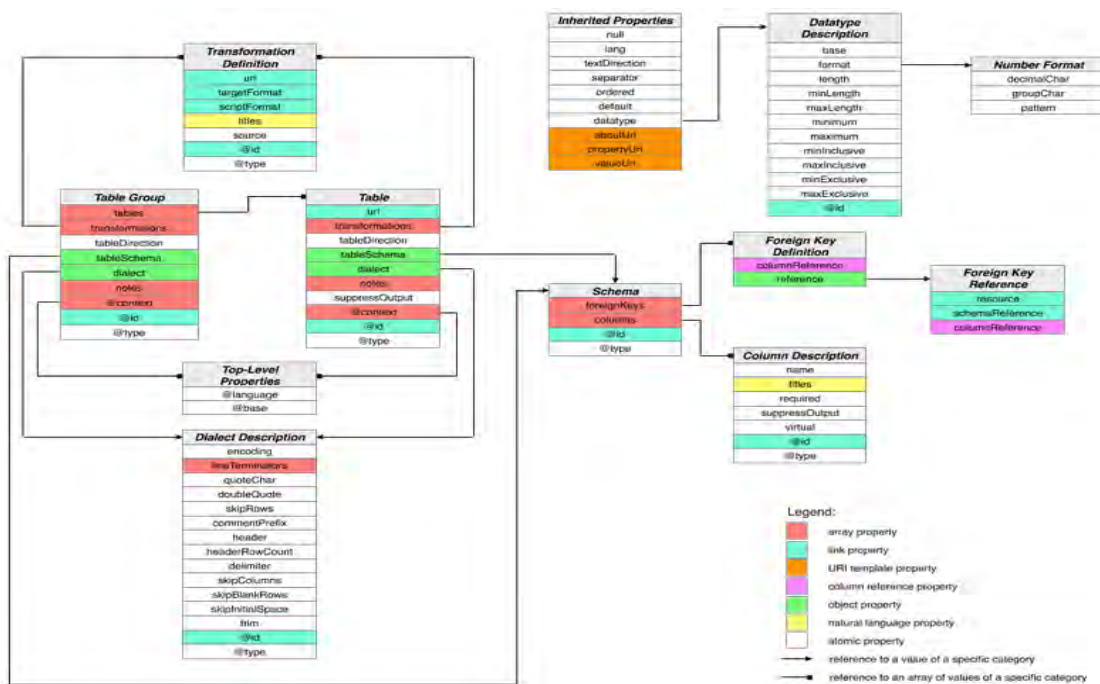 Transformation
Definition
url
targetFormat
scriptFormat
titles
source
@id
@type
Inherited Properties
null
lang
textDirection
separator
ordered
default
datatype
aboutUrl
propertyUrl
valueUrl
Datatype
Description
base
format
length
minLength
maxLength
minimum
maximum
minInclusive
maxInclusive
minExclusive
maxExclusive
@id
Number Format
decimalChar
groupChar
pattern
Table Group
tables
transformations
tableDirection
tableSchema
dialect
notes
@context
@id
@type
Table
url
transformations
tableDirection
tableSchema
dialect
notes
suppressOutput
@context
@id
@type
Schema
foreignKeys
columns
@id
@type
Foreign Key
Definition
columnReference
reference
Foreign Key
Reference
resource
schemaReference
columnReference
Top-Level
Properties
@language
@base
Column Description
name
titles
required
suppressOutput
virtual
@id
@type
Dialect Description
encoding
lineTerminators
quoteChar
doubleQuote
skipRows
commentPrefix
header
headerRowCount
delimiter
skipColumns
skipBlankRows
skipInitialSpace
trim
@id
@type
Legend:
array property
link property
URI template property
column reference property
object property
natural language property
atomic property
reference to a value of a specific category
reference to an array of values of a specific category